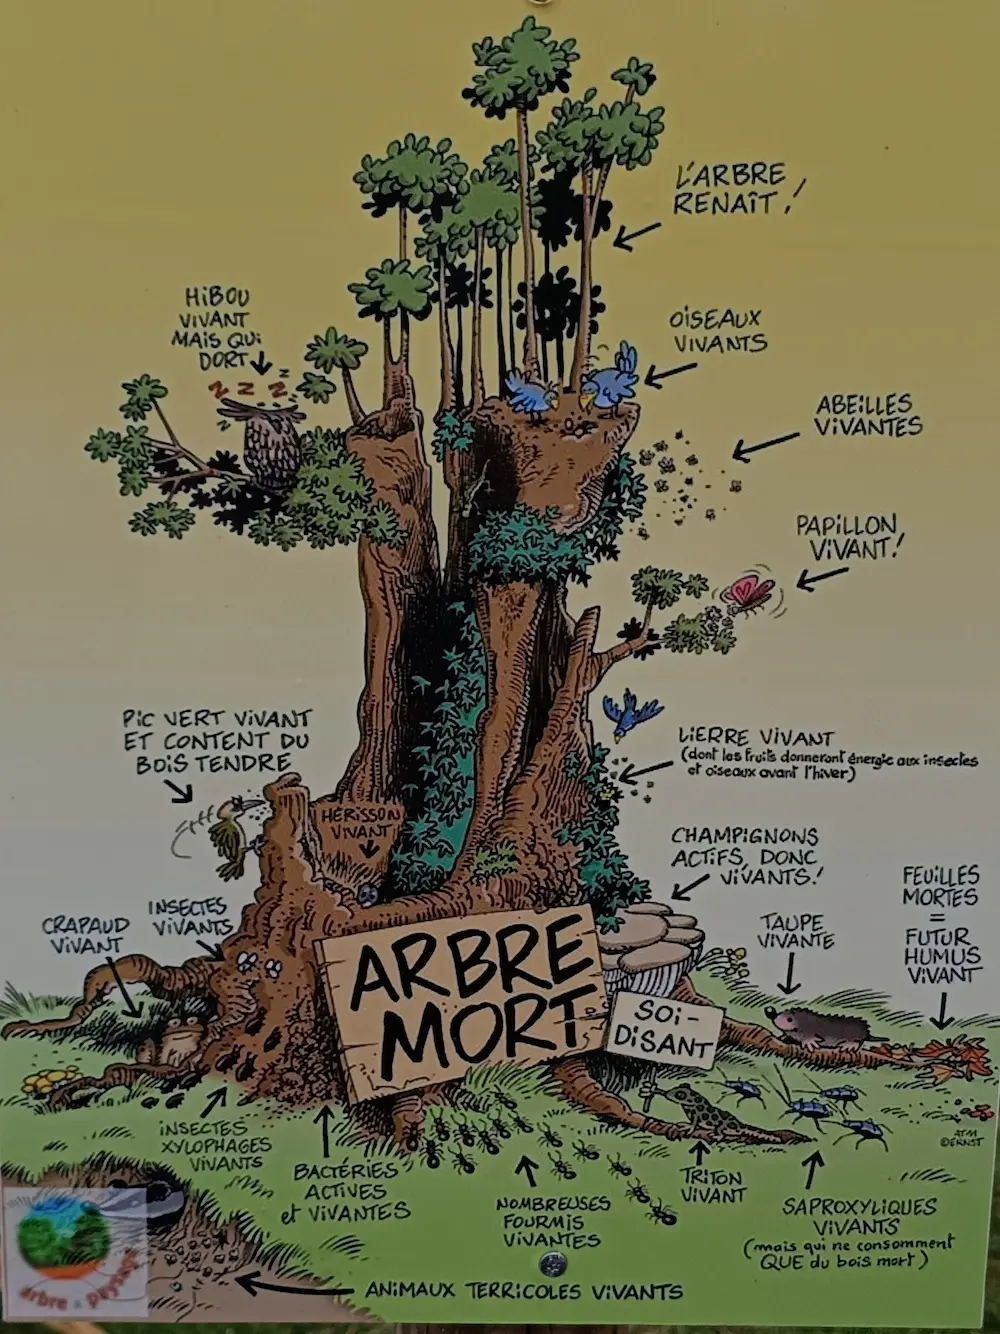 L'ARBRE
RENAÎT !
HIBOU
VIVANT
MAIS QUI
DORT
Z Z Z Z
OISEAUX
VIVANTS
ABEILLES
VIVANTES
PAPILLON
VIVANT !
PIC VERT VIVANT
ET CONTENT DU
BOIS TENDRE
LIERRE VIVANT
(dont les fruits donneront énergie aux insectes
et oiseaux avant l'hiver)
HÉRISSON
VIVANT
CHAMPIGNONS
ACTIFS, DONC
VIVANTS !
FEUILLES
MORTES
=
FUTUR
HUMUS
VIVANT
CRAPAUD
VIVANT
INSECTES
VIVANTS
TAUPE
VIVANTE
ARBRE
MORT
SOI-
DISANT
INSECTES
XYLOPHAGES
VIVANTS
BACTÉRIES
ACTIVES
et VIVANTES
NOMBREUSES
FOURMIS
VIVANTES
TRITON
VIVANT
SAPROXYLIQUES
VIVANTS
(mais qui ne consomment
QUE du bois mort)
ATM
©ERNST
ANIMAUX TERRICOLES VIVANTS
arbre & paysage